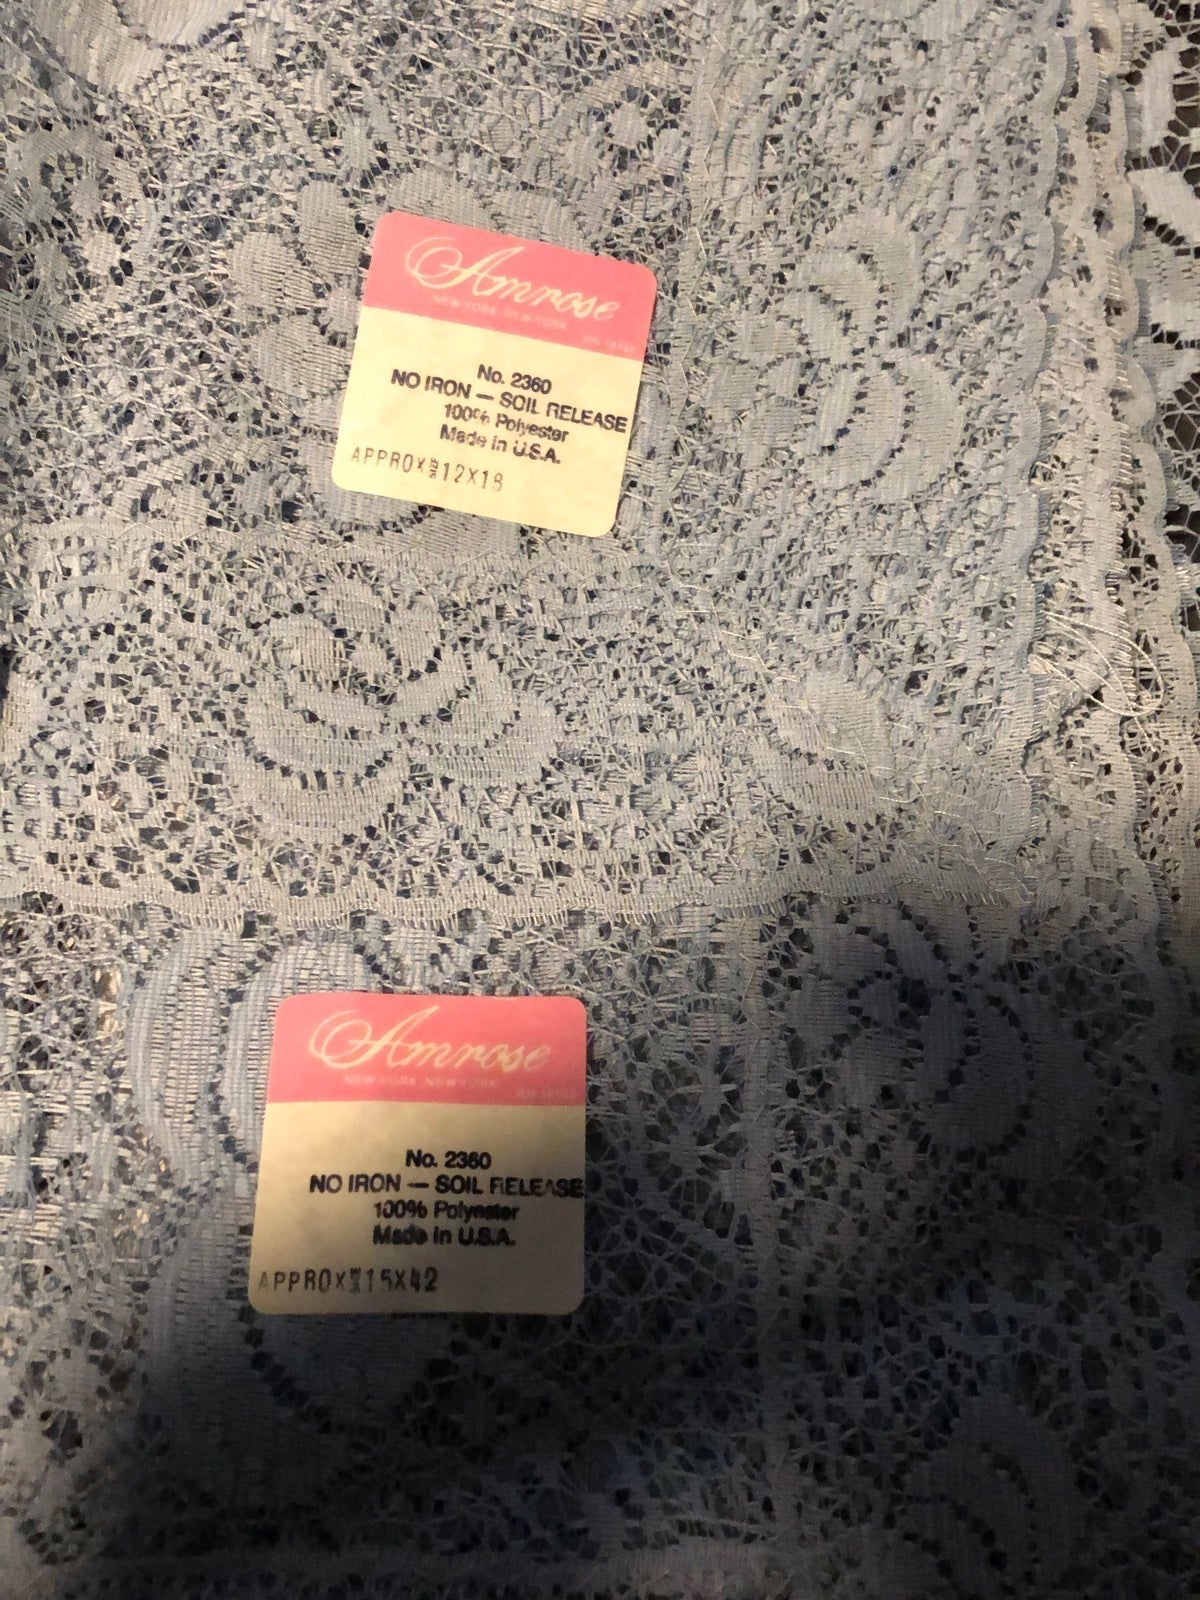 Amrose
NEW YORK, NEW YORK
No. 2360
NO IRON — SOIL RELEASE
100% Polyester
Made in U.S.A.
APPROX 12X18
Amrose
NEW YORK, NEW YORK
No. 2360
NO IRON — SOIL RELEASE
100% Polyester
Made in U.S.A.
APPROX 15X42